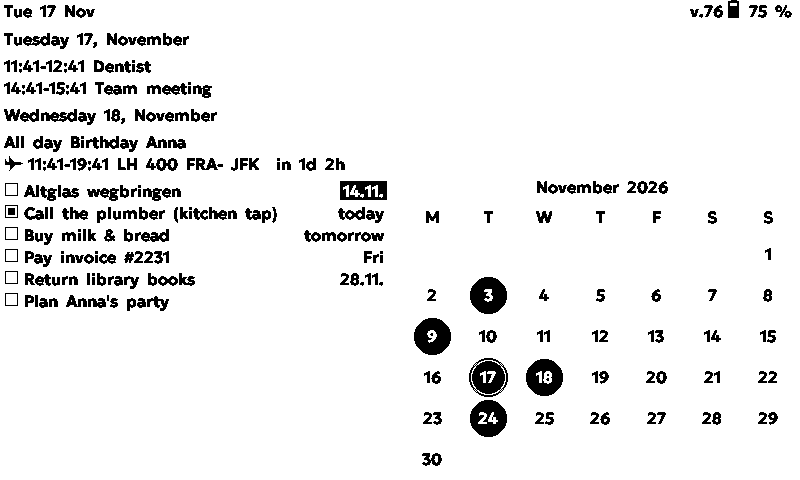 Tue 17 Nov
v.76 75 %
Tuesday 17, November
11:41-12:41 Dentist
14:41-15:41 Team meeting
Wednesday 18, November
All day Birthday Anna
11:41-19:41 LH 400 FRA- JFK in 1d 2h
Altglas wegbringen 14.11.
Call the plumber (kitchen tap) today
Buy milk & bread tomorrow
Pay invoice #2231 Fri
Return library books 28.11.
Plan Anna's party
November 2026
M T W T F S S
1
2 3 4 5 6 7 8
9 10 11 12 13 14 15
16 17 18 19 20 21 22
23 24 25 26 27 28 29
30